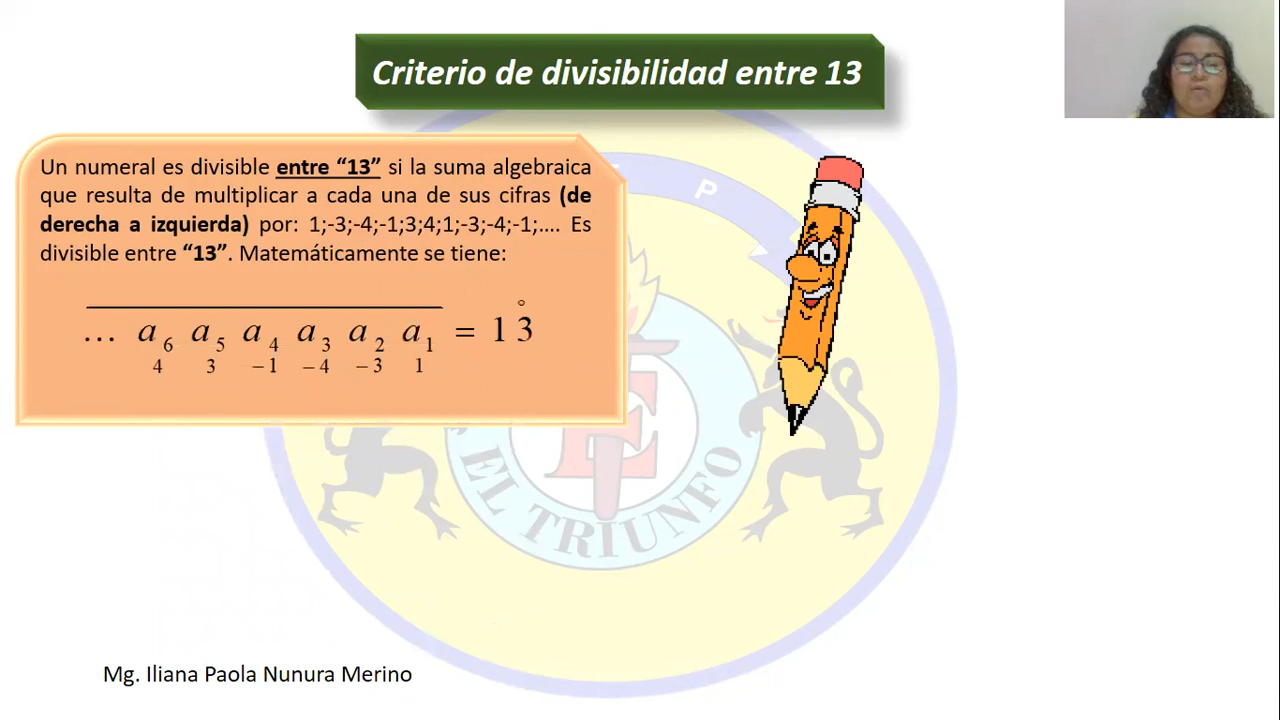 Criterio de divisibilidad entre 13
Un numeral es divisible entre “13” si la suma algebraica
que resulta de multiplicar a cada una de sus cifras (de
derecha a izquierda) por: 1;-3;-4;-1;3;4;1;-3;-4;-1;.... Es
divisible entre “13”. Matemáticamente se tiene:
... a₆ a₅ a₄ a₃ a₂ a₁ = 13°
4 3 −1 −4 −3 1
P
E
EL TRIUNFO
Mg. Iliana Paola Nunura Merino